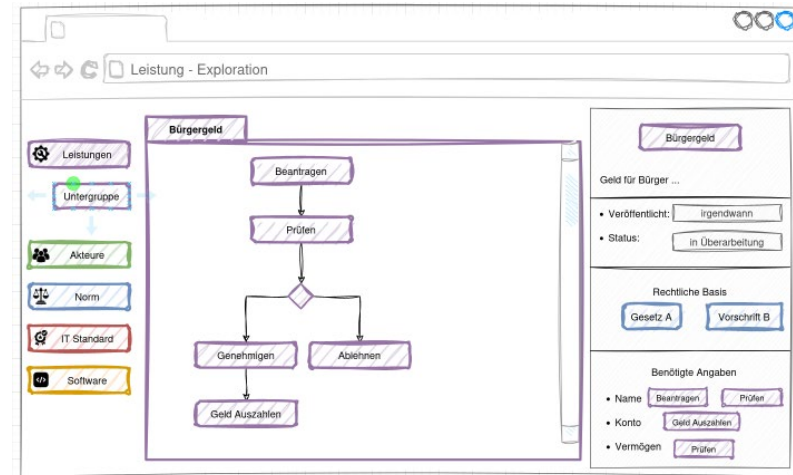 Leistung - Exploration
Leistungen
Untergruppe
Akteure
Norm
IT Standard
Software
Bürgergeld
Beantragen
Prüfen
Genehmigen
Ablehnen
Geld Auszahlen
Bürgergeld
Geld für Bürger ...
• Veröffentlicht: irgendwann
• Status: in Überarbeitung
Rechtliche Basis
Gesetz A Vorschrift B
Benötigte Angaben
• Name Beantragen Prüfen
• Konto Geld Auszahlen
• Vermögen Prüfen